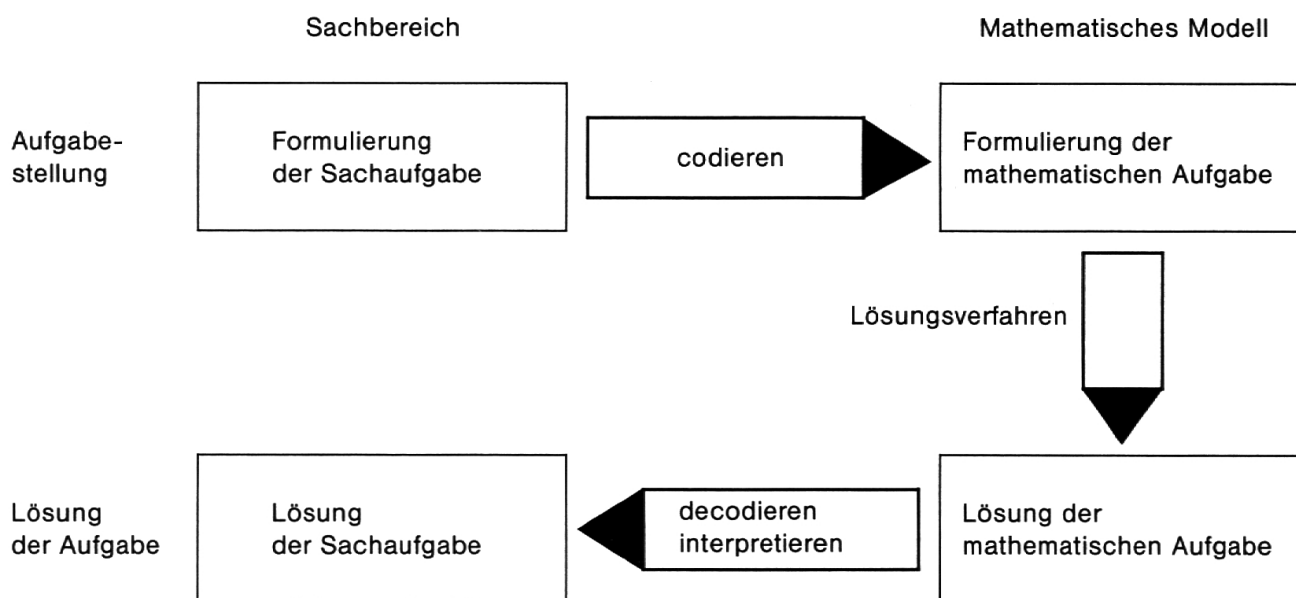 Sachbereich
Mathematisches Modell
Aufgabe-
stellung
Formulierung
der Sachaufgabe
codieren
Formulierung der
mathematischen Aufgabe
Lösungsverfahren
Lösung
der Aufgabe
Lösung
der Sachaufgabe
decodieren
interpretieren
Lösung der
mathematischen Aufgabe